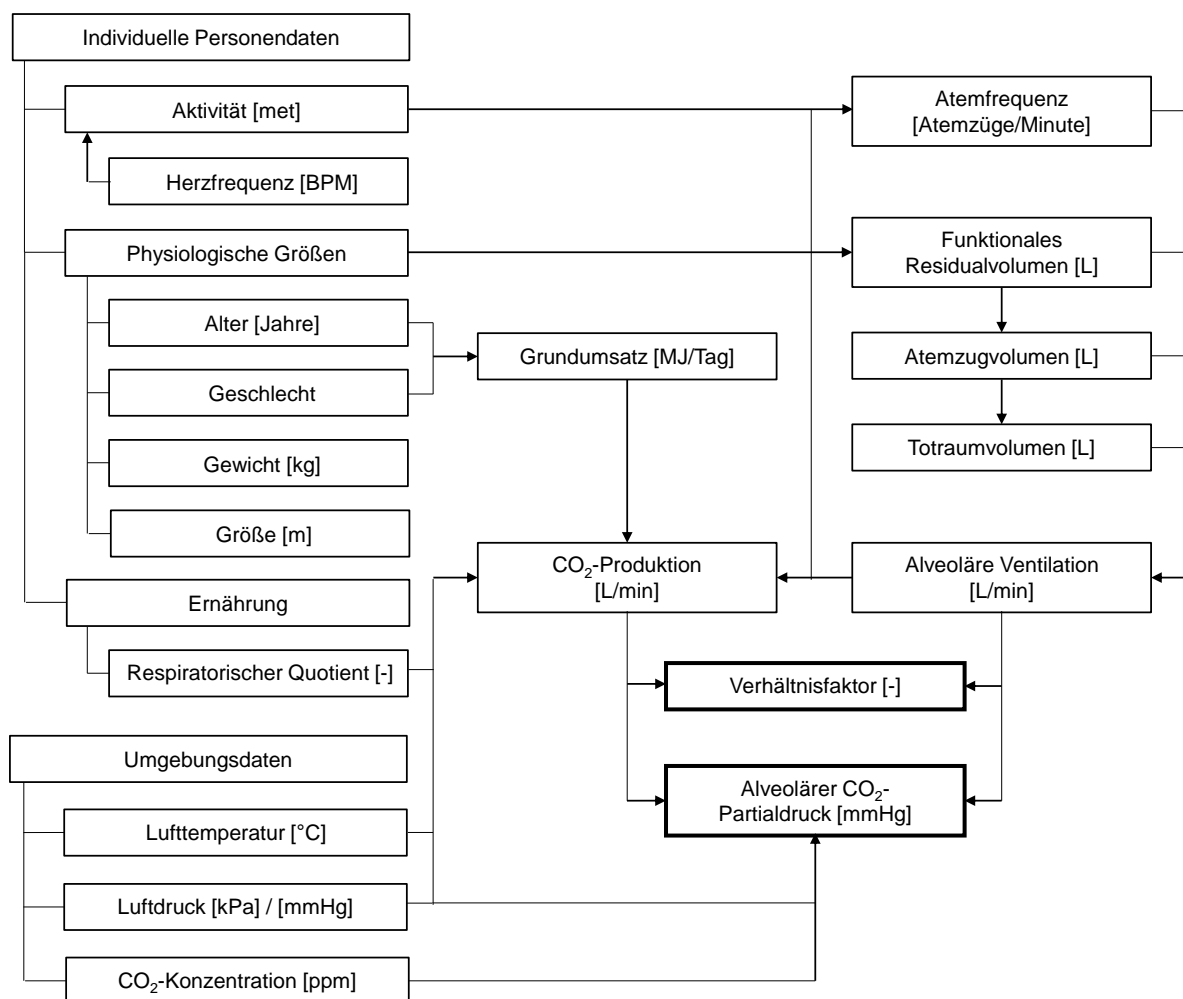 Individuelle Personendaten
Aktivität [met]
Atemfrequenz
[Atemzüge/Minute]
Herzfrequenz [BPM]
Physiologische Größen
Funktionales
Residualvolumen [L]
Alter [Jahre]
Grundumsatz [MJ/Tag]
Atemzugvolumen [L]
Geschlecht
Gewicht [kg]
Totraumvolumen [L]
Größe [m]
CO₂-Produktion
[L/min]
Alveoläre Ventilation
[L/min]
Ernährung
Respiratorischer Quotient [-]
Verhältnisfaktor [-]
Umgebungsdaten
Alveolärer CO₂-
Partialdruck [mmHg]
Lufttemperatur [°C]
Luftdruck [kPa] / [mmHg]
CO₂-Konzentration [ppm]